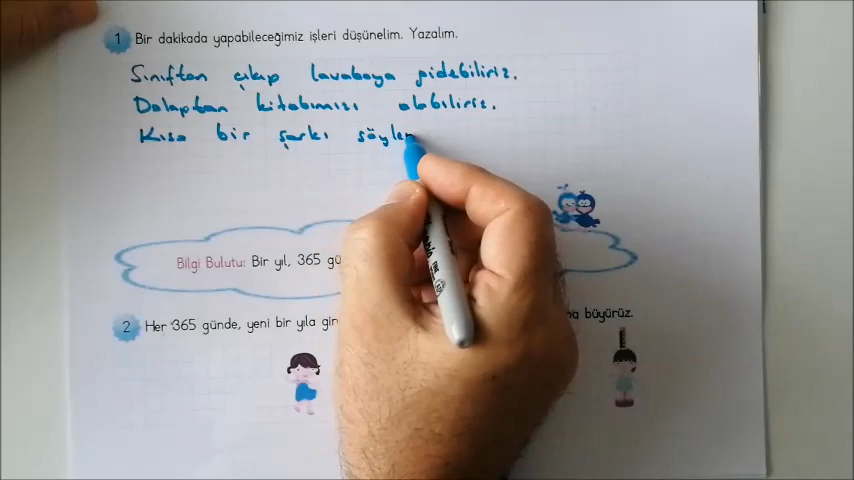 1 Bir dakikada yapabileceğimiz işleri düşünelim. Yazalım.
Sınıftan çıkıp lavaboya gidebiliriz.
Dolaptan kitabımızı alabiliriz.
Kısa bir şarkı söyle
Bilgi Bulutu: Bir yıl, 365 gü
2 Her 365 günde, yeni bir yıla gir büyürüz.